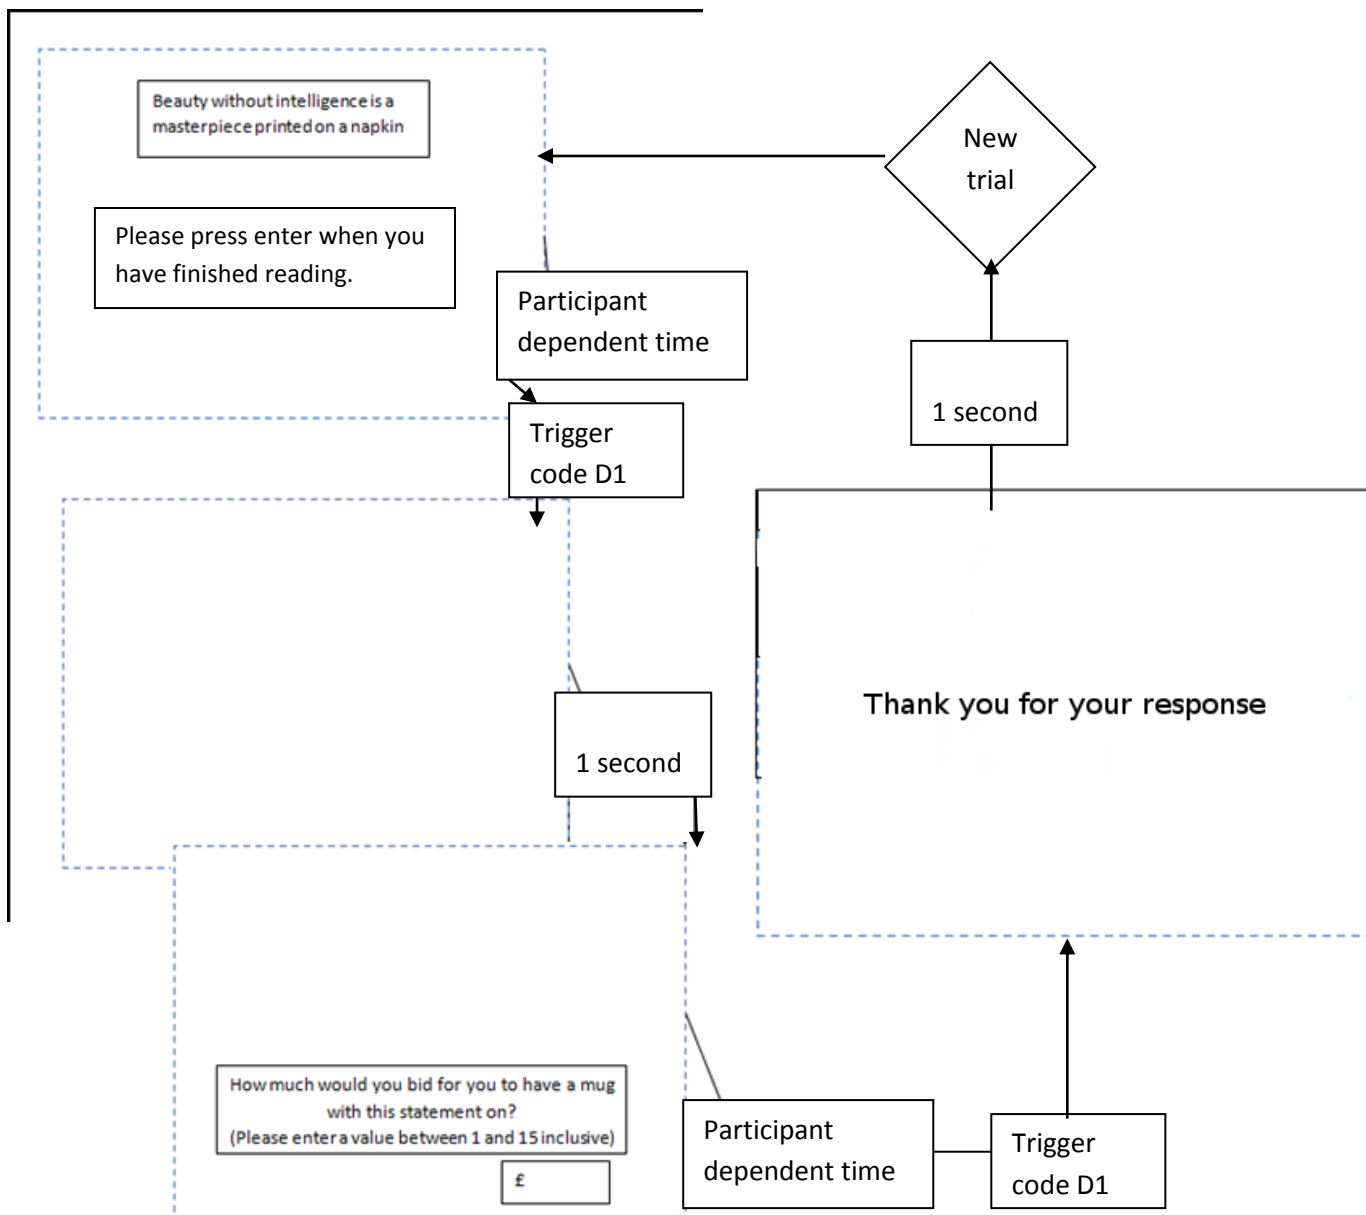 Beauty without intelligence is a
masterpiece printed on a napkin
Please press enter when you
have finished reading.
Participant
dependent time
Trigger
code D1
1 second
How much would you bid for you to have a mug
with this statement on?
(Please enter a value between 1 and 15 inclusive)
£
Participant
dependent time
Trigger
code D1
Thank you for your response
1 second
New
trial